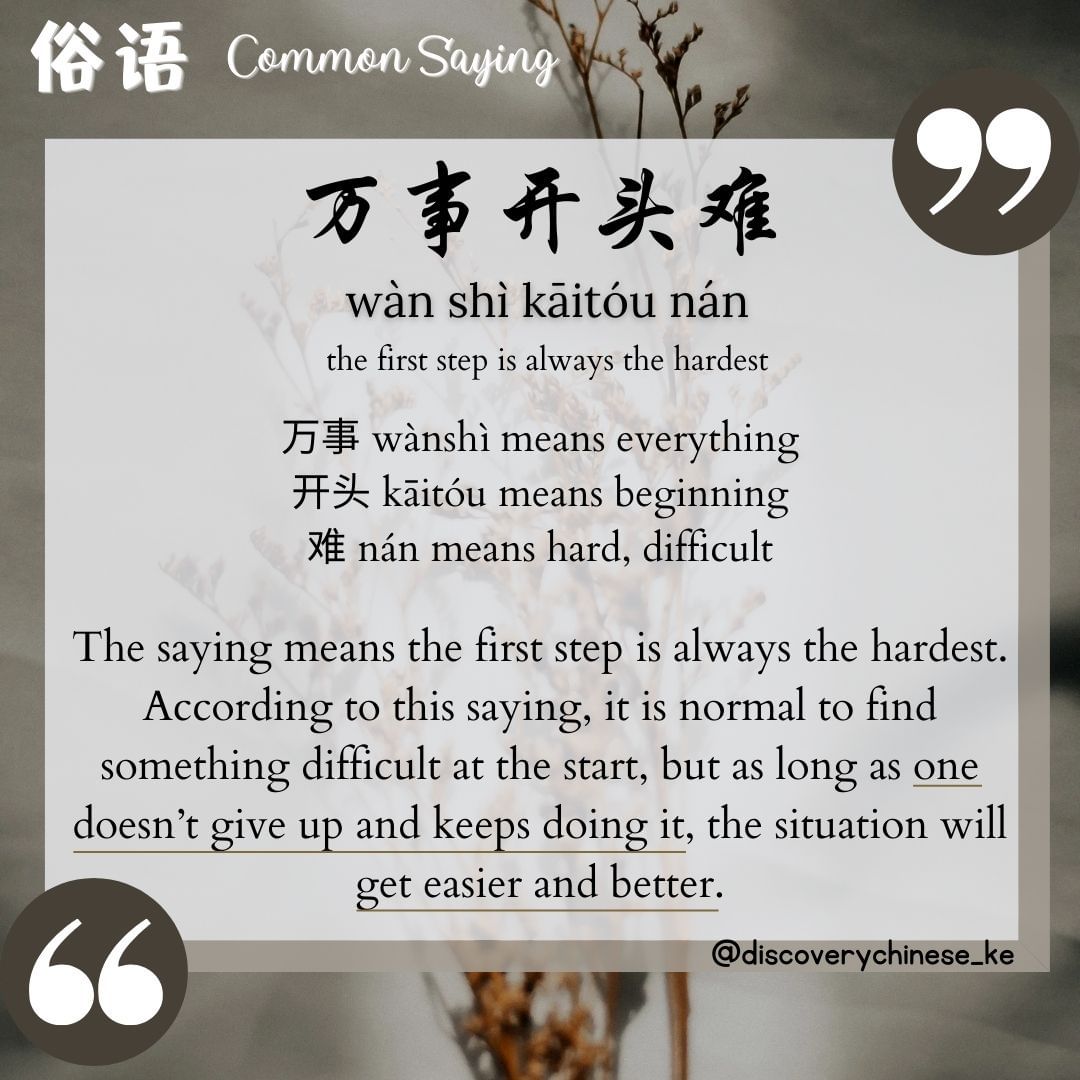 俗语 Common Saying
万事开头难
wàn shì kāitóu nán
the first step is always the hardest
万事 wànshì means everything
开头 kāitóu means beginning
难 nán means hard, difficult
The saying means the first step is always the hardest.
According to this saying, it is normal to find
something difficult at the start, but as long as one
doesn’t give up and keeps doing it, the situation will
get easier and better.
@discoverychinese_ke